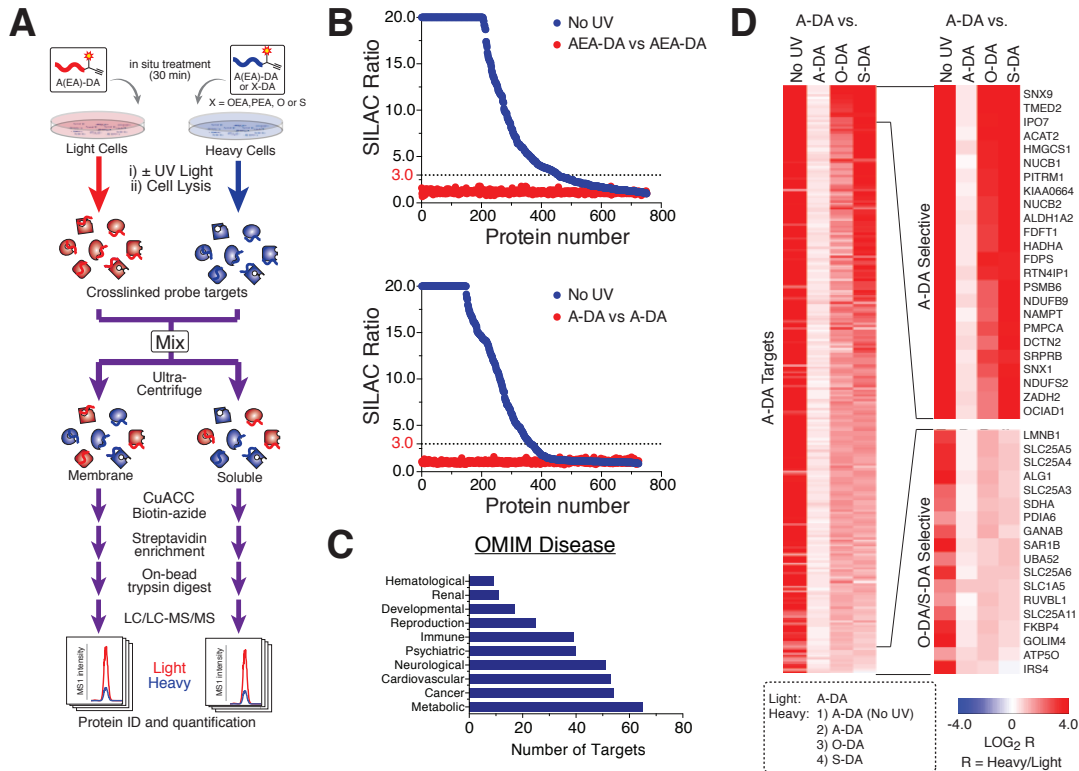 A
A(EA)-DA
in situ treatment
(30 min)
A(EA)-DA
or X-DA
X = OEA,PEA, O or S
Light Cells
Heavy Cells
i) ± UV Light
ii) Cell Lysis
Crosslinked probe targets
Mix
Ultra-
Centrifuge
Membrane
Soluble
CuACC
Biotin-azide
Streptavidin
enrichment
On-bead
trypsin digest
LC/LC-MS/MS
MS1 intensity
Light
Heavy
MS1 intensity
Protein ID and quantification
B
SILAC Ratio
20.0
15.0
10.0
5.0
3.0
0.0
No UV
AEA-DA vs AEA-DA
0
200
400
600
800
Protein number
SILAC Ratio
20.0
15.0
10.0
5.0
3.0
0.0
No UV
A-DA vs A-DA
0
200
400
600
800
Protein number
C
OMIM Disease
Hematological
Renal
Developmental
Reproduction
Immune
Psychiatric
Neurological
Cardiovascular
Cancer
Metabolic
0
20
40
60
80
Number of Targets
D
A-DA vs.
No UV
A-DA
O-DA
S-DA
A-DA Targets
A-DA vs.
No UV
A-DA
O-DA
S-DA
A-DA Selective
SNX9
TMED2
IPO7
ACAT2
HMGCS1
NUCB1
PITRM1
KIAA0664
NUCB2
ALDH1A2
FDFT1
HADHA
FDPS
RTN4IP1
PSMB6
NDUFB9
NAMPT
PMPCA
DCTN2
SRPRB
SNX1
NDUFS2
ZADH2
OCIAD1
O-DA/S-DA Selective
LMNB1
SLC25A5
SLC25A4
ALG1
SLC25A3
SDHA
PDIA6
GANAB
SAR1B
UBA52
SLC25A6
SLC1A5
RUVBL1
SLC25A11
FKBP4
GOLIM4
ATP5O
IRS4
Light: A-DA
Heavy: 1) A-DA (No UV)
2) A-DA
3) O-DA
4) S-DA
-4.0
0
4.0
LOG2 R
R = Heavy/Light